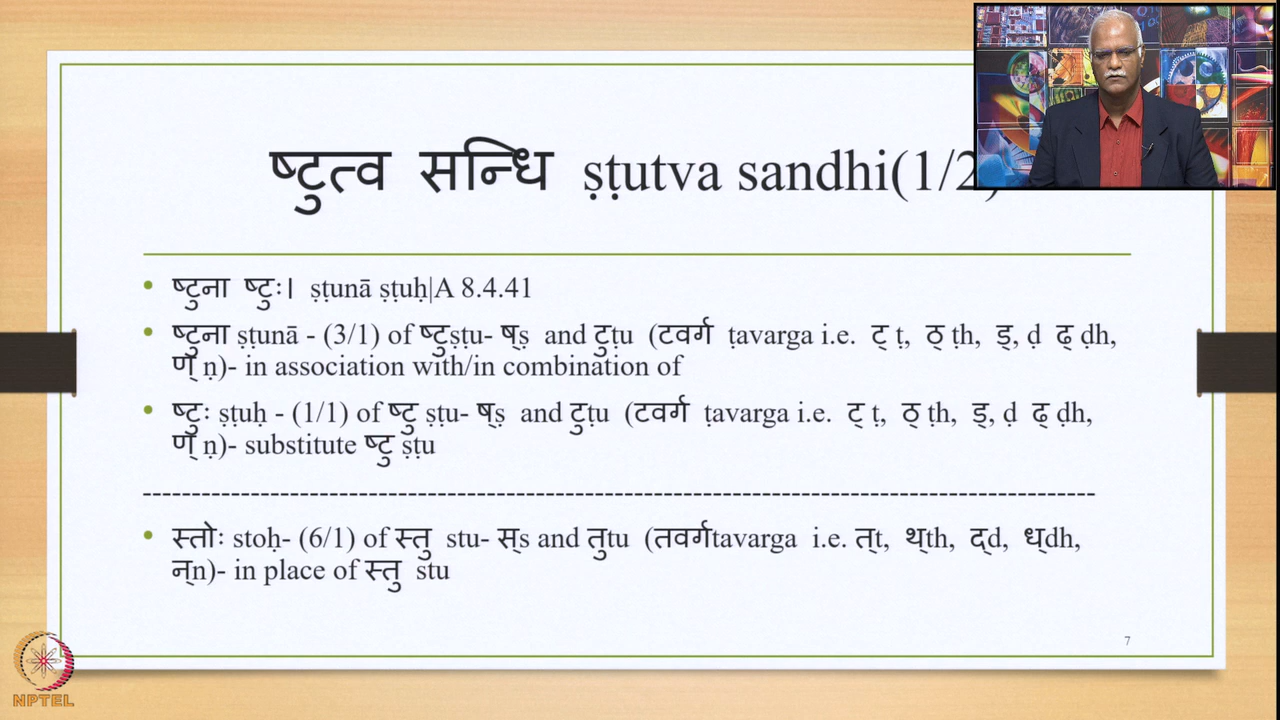 ष्टुत्व सन्धि ṣṭutva sandhi(1/2)
• ष्टुना ष्टुः। ṣṭunā ṣṭuḥ|A 8.4.41
• ष्टुना ṣṭunā - (3/1) of ष्टुṣṭu- ष्ṣ and टुṭu (टवर्ग ṭavarga i.e. ट् ṭ, ठ् ṭh, ड्, ḍ ढ् ḍh,
ण् ṇ)- in association with/in combination of
• ष्टुः ṣṭuḥ - (1/1) of ष्टु ṣṭu- ष्ṣ and टुṭu (टवर्ग ṭavarga i.e. ट् ṭ, ठ् ṭh, ड्, ḍ ढ् ḍh,
ण् ṇ)- substitute ष्टु ṣṭu
----------------------------------------------------------------------------------------------
• स्तोः stoḥ- (6/1) of स्तु stu- स्s and तुtu (तवर्गtavarga i.e. त्t, थ्th, द्d, ध्dh,
न्n)- in place of स्तु stu
7
NPTEL